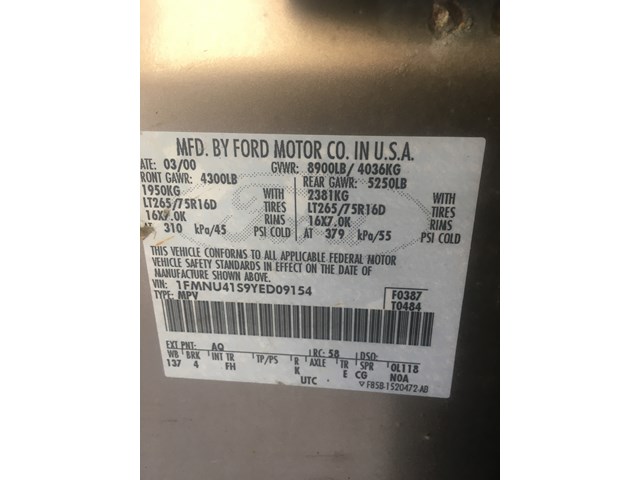 MFD. BY FORD MOTOR CO. IN U.S.A.
DATE: 03/00 GVWR: 8900LB/ 4036KG
FRONT GAWR: 4300LB REAR GAWR: 5250LB
1950KG WITH 2381KG WITH
LT265/75R16D TIRES LT265/75R16D TIRES
16X7.0K RIMS 16X7.0K RIMS
AT 310 kPa/45 PSI COLD AT 379 kPa/55 PSI COLD
THIS VEHICLE CONFORMS TO ALL APPLICABLE FEDERAL MOTOR
VEHICLE SAFETY STANDARDS IN EFFECT ON THE DATE OF
MANUFACTURE SHOWN ABOVE.
VIN: 1FMNU41S9YED09154 F0387
TYPE: MPV T0484
EXT PNT: AQ RC: 58 DSO:
WB BRK INT TR TP/PS R AXLE TR SPR 0L118
137 4 FH K E CG N0A
UTC F85B-1520472-AB